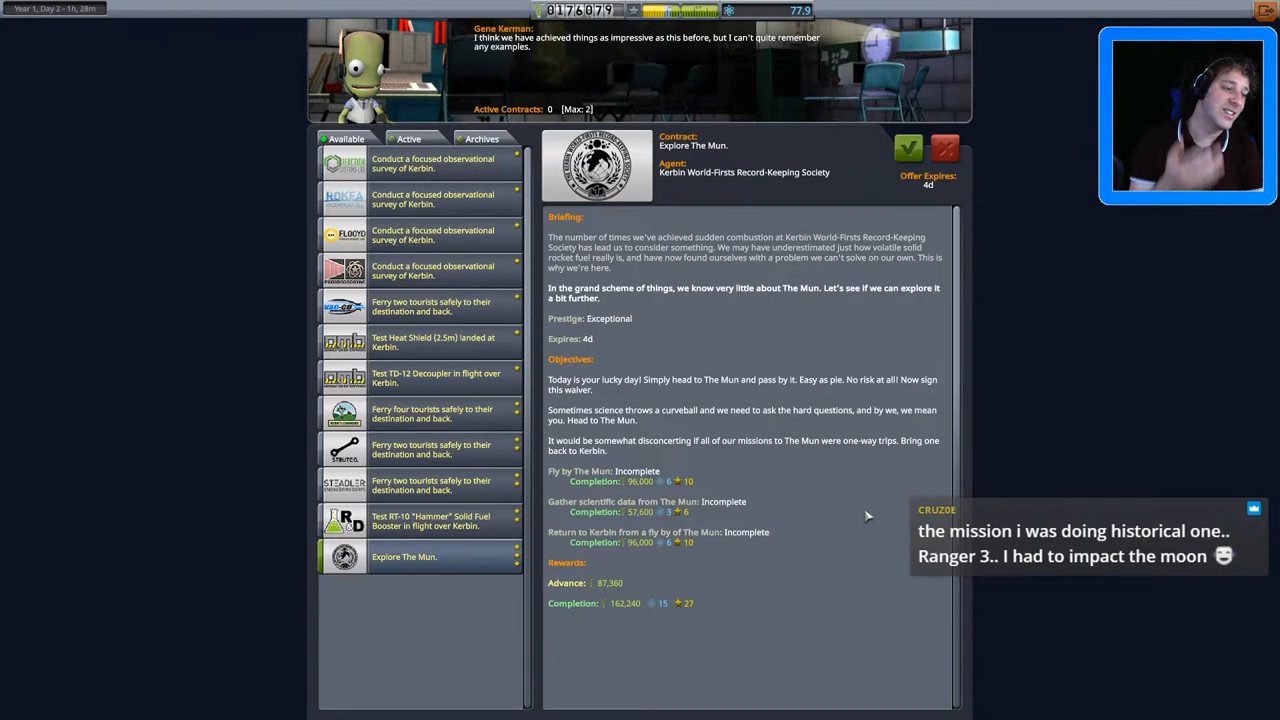 Year 1, Day 2 - 1h, 28m
0176079
77.9
Gene Kerman
I think we have achieved things as impressive as this before, but I can't quite remember
any examples.
Active Contracts: 0 [Max: 2]
Available
Active
Archives
Conduct a focused observational
survey of Kerbin.
ROKEA
Conduct a focused observational
survey of Kerbin.
FLOOYD
Conduct a focused observational
survey of Kerbin.
Conduct a focused observational
survey of Kerbin.
VAC-CO
Ferry two tourists safely to their
destination and back.
Test Heat Shield (2.5m) landed at
Kerbin.
Test TD-12 Decoupler in flight over
Kerbin.
Ferry four tourists safely to their
destination and back.
STRUTCO.
Ferry two tourists safely to their
destination and back.
STEADLER
Ferry two tourists safely to their
destination and back.
R&D
Test RT-10 "Hammer" Solid Fuel
Booster in flight over Kerbin.
Explore The Mun.
Contract:
Explore The Mun.
Agent:
Kerbin World-Firsts Record-Keeping Society
Offer Expires:
4d
Briefing:
The number of times we've achieved sudden combustion at Kerbin World-Firsts Record-Keeping
Society has lead us to consider something. We may have underestimated just how volatile solid
rocket fuel really is, and have now found ourselves with a problem we can't solve on our own. This is
why we're here.
In the grand scheme of things, we know very little about The Mun. Let's see if we can explore it
a bit further.
Prestige: Exceptional
Expires: 4d
Objectives:
Today is your lucky day! Simply head to The Mun and pass by it. Easy as pie. No risk at all! Now sign
this waiver.
Sometimes science throws a curveball and we need to ask the hard questions, and by we, we mean
you. Head to The Mun.
It would be somewhat disconcerting if all of our missions to The Mun were one-way trips. Bring one
back to Kerbin.
Fly by The Mun: Incomplete
Completion: 96,000 6 10
Gather scientific data from The Mun: Incomplete
Completion: 57,600 3 6
Return to Kerbin from a fly by of The Mun: Incomplete
Completion: 96,000 6 10
Rewards:
Advance: 87,360
Completion: 162,240 15 27
CRUZ0E
the mission i was doing historical one..
Ranger 3.. I had to impact the moon